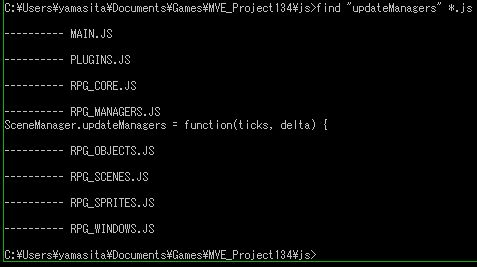 C:¥Users¥yamasita¥Documents¥Games¥MVE_Project134¥js>find "updateManagers" *.js
---------- MAIN.JS
---------- PLUGINS.JS
---------- RPG_CORE.JS
---------- RPG_MANAGERS.JS
SceneManager.updateManagers = function(ticks, delta) {
---------- RPG_OBJECTS.JS
---------- RPG_SCENES.JS
---------- RPG_SPRITES.JS
---------- RPG_WINDOWS.JS
C:¥Users¥yamasita¥Documents¥Games¥MVE_Project134¥js>